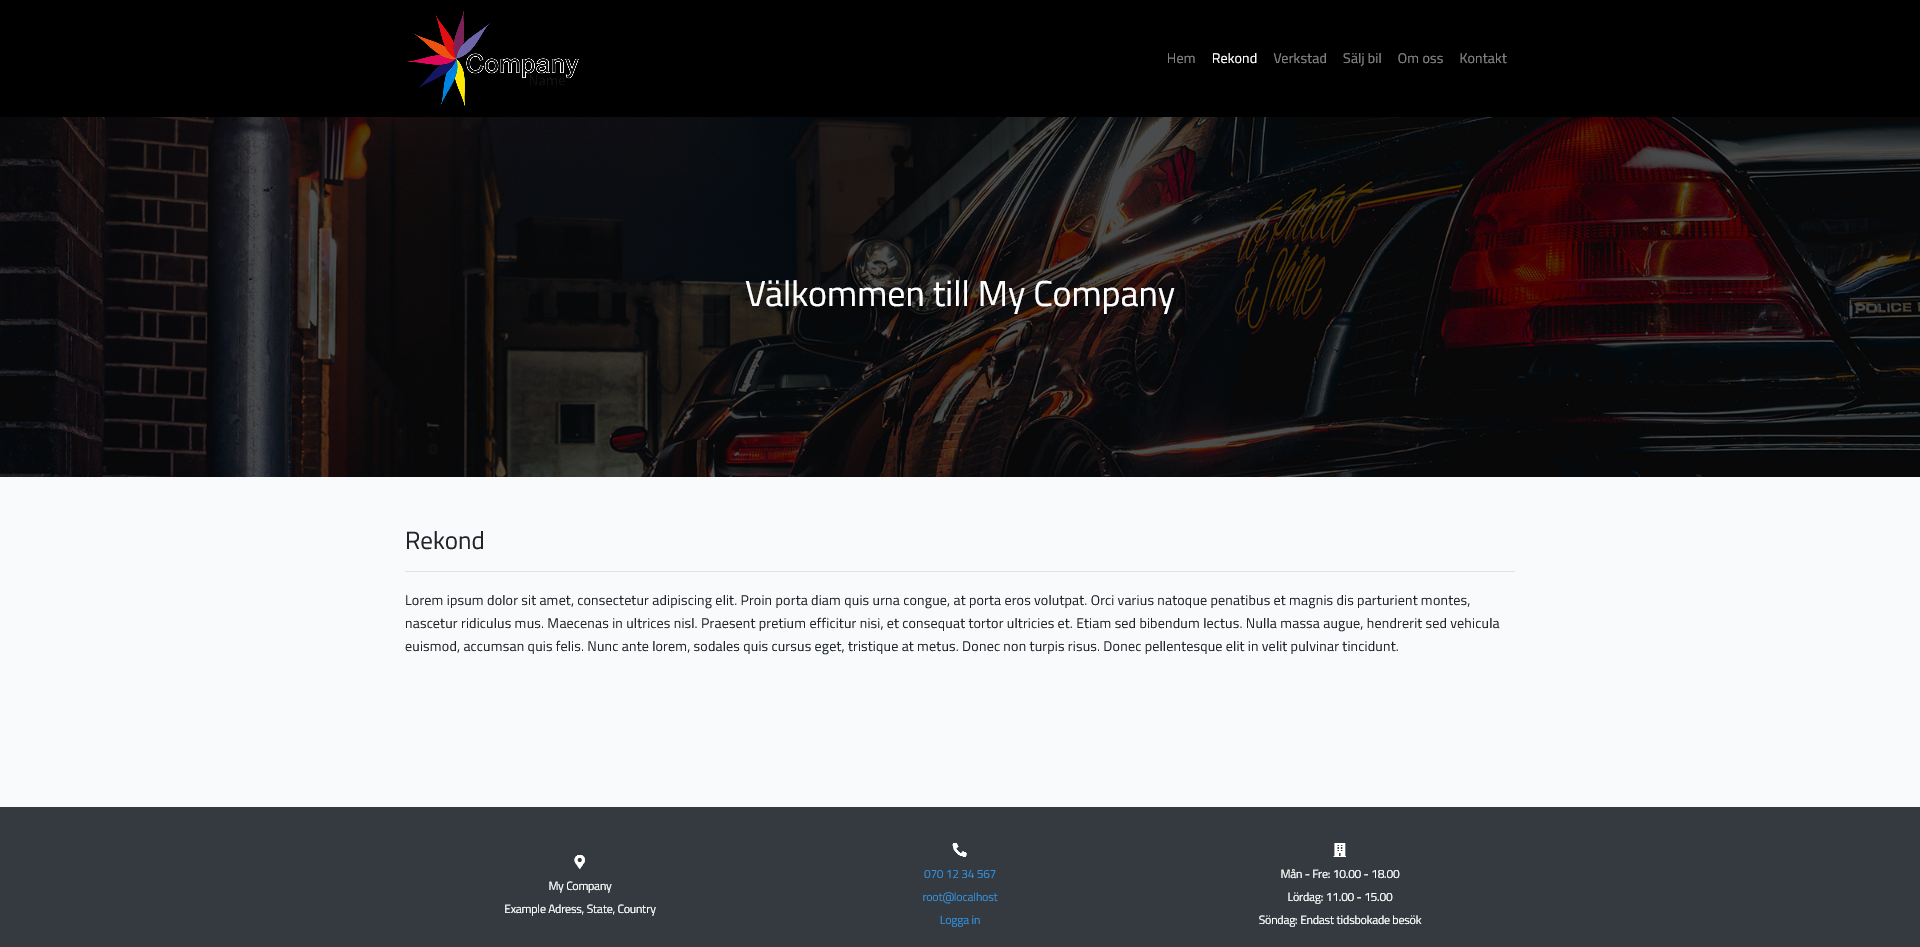 Company
Name
Hem Rekond Verkstad Sälj bil Om oss Kontakt
to Protect
& Shine
POLICE
Välkommen till My Company
Rekond
Lorem ipsum dolor sit amet, consectetur adipiscing elit. Proin porta diam quis urna congue, at porta eros volutpat. Orci varius natoque penatibus et magnis dis parturient montes,
nascetur ridiculus mus. Maecenas in ultrices nisl. Praesent pretium efficitur nisi, et consequat tortor ultricies et. Etiam sed bibendum lectus. Nulla massa augue, hendrerit sed vehicula
euismod, accumsan quis felis. Nunc ante lorem, sodales quis cursus eget, tristique at metus. Donec non turpis risus. Donec pellentesque elit in velit pulvinar tincidunt.
My Company
Example Adress, State, Country
070 12 34 567
root@localhost
Logga in
Mån - Fre: 10.00 - 18.00
Lördag: 11.00 - 15.00
Söndag: Endast tidsbokade besök